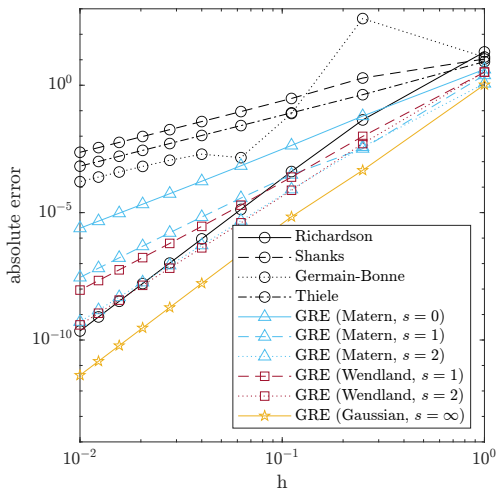 10^0
10^-5
10^-10
absolute error
Richardson
Shanks
Germain-Bonne
Thiele
GRE (Matern, s = 0)
GRE (Matern, s = 1)
GRE (Matern, s = 2)
GRE (Wendland, s = 1)
GRE (Wendland, s = 2)
GRE (Gaussian, s = ∞)
10^-2
10^-1
10^0
h